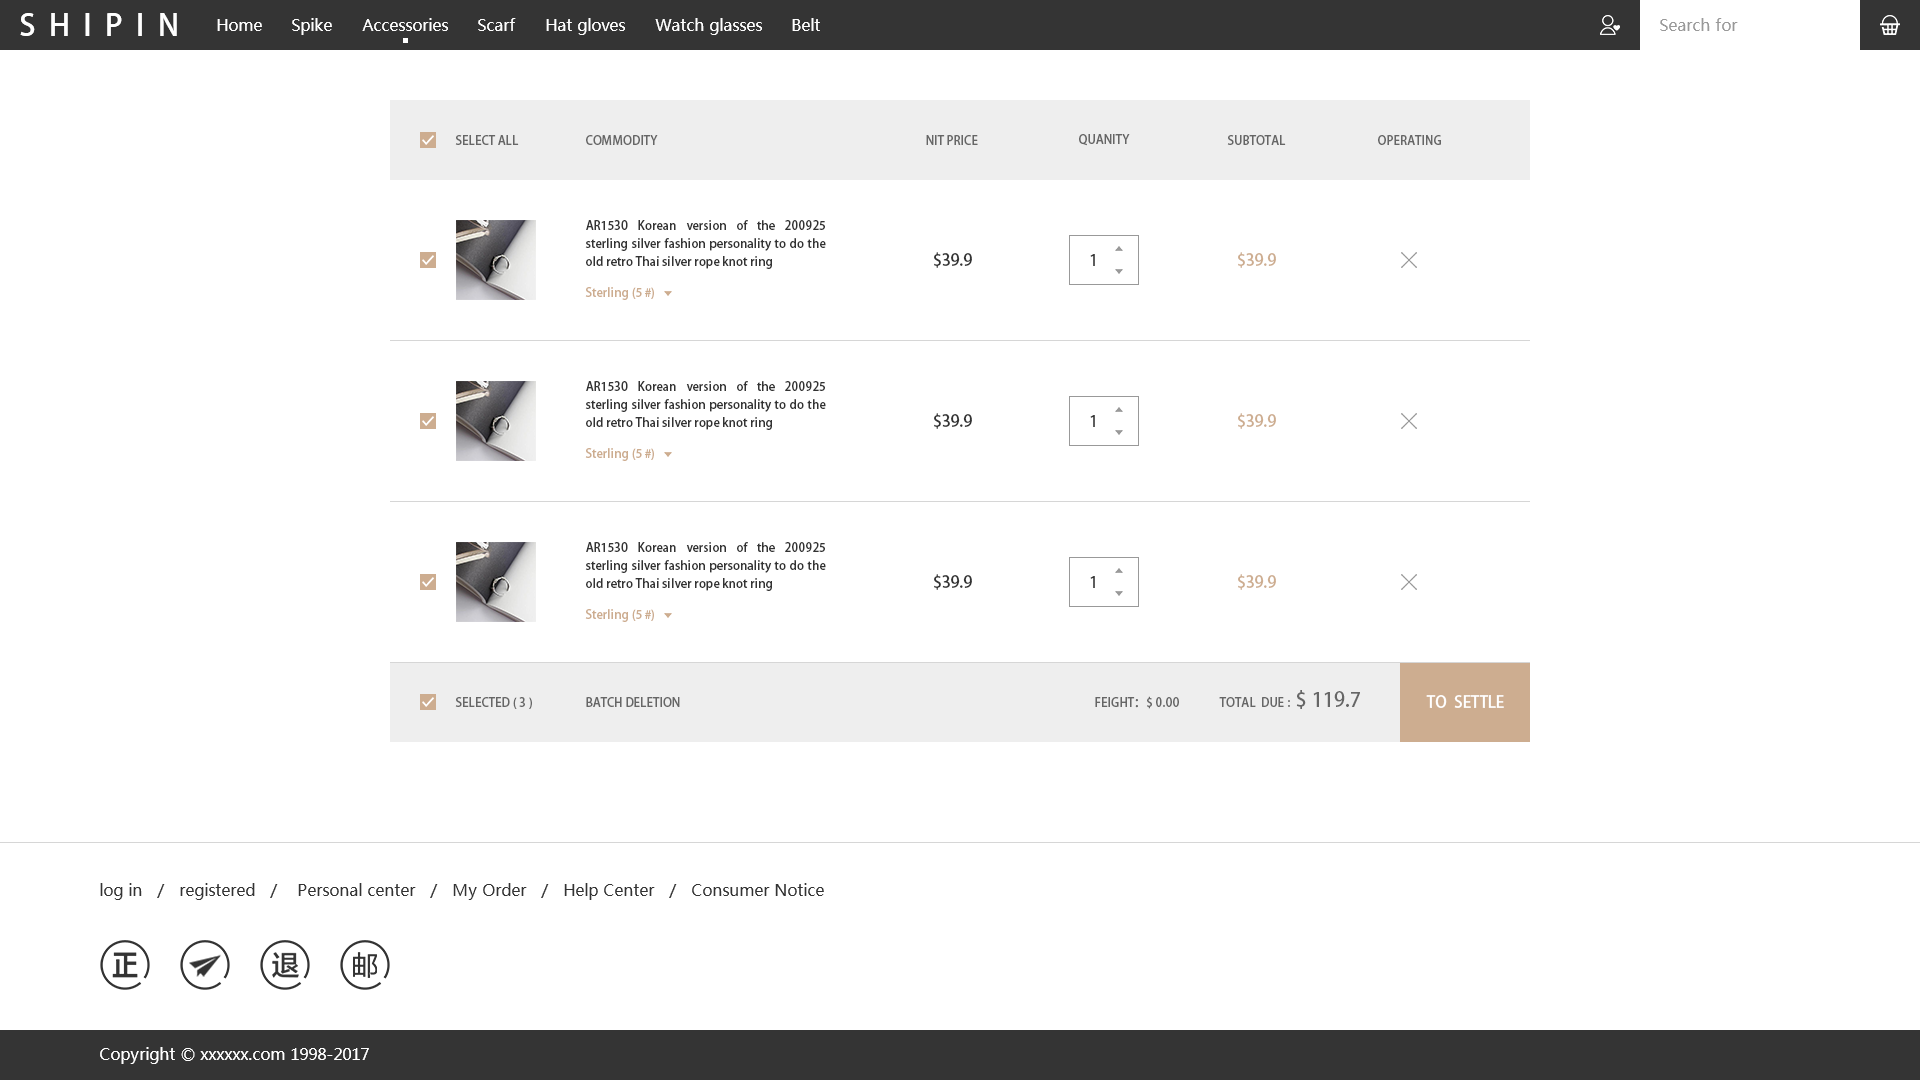 SHIPIN Home Spike Accessories Scarf Hat gloves Watch glasses Belt Search for
SELECT ALL COMMODITY NIT PRICE QUANITY SUBTOTAL OPERATING
AR1530 Korean version of the 200925
sterling silver fashion personality to do the
old retro Thai silver rope knot ring
Sterling (5 #)
$39.9 1 $39.9
AR1530 Korean version of the 200925
sterling silver fashion personality to do the
old retro Thai silver rope knot ring
Sterling (5 #)
$39.9 1 $39.9
AR1530 Korean version of the 200925
sterling silver fashion personality to do the
old retro Thai silver rope knot ring
Sterling (5 #)
$39.9 1 $39.9
SELECTED ( 3 ) BATCH DELETION FEIGHT: $ 0.00 TOTAL DUE : $ 119.7 TO SETTLE
log in / registered / Personal center / My Order / Help Center / Consumer Notice
正 退 邮
Copyright © xxxxxx.com 1998-2017